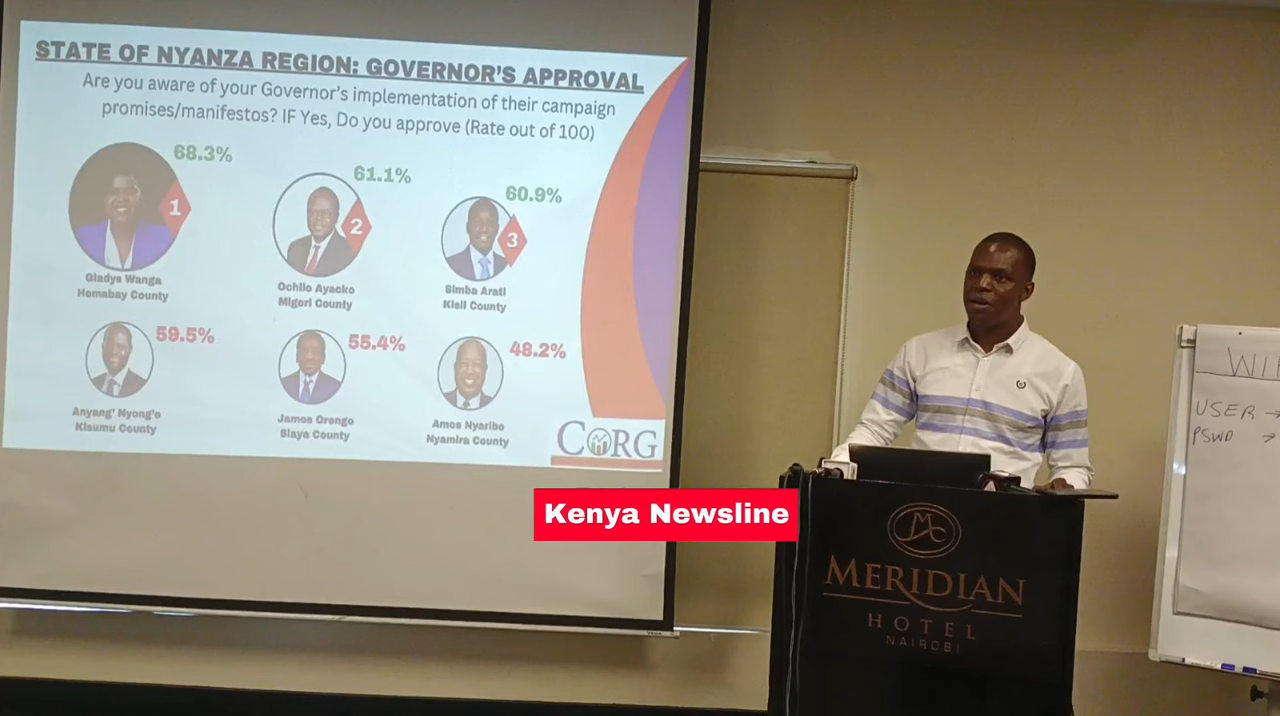 STATE OF NYANZA REGION: GOVERNOR'S APPROVAL
Are you aware of your Governor's implementation of their campaign
promises/manifestos? IF Yes, Do you approve (Rate out of 100)
68.3%
1
Gladys Wanga
Homabay County
61.1%
2
Ochilo Ayacko
Migori County
60.9%
3
Simba Arati
Kisii County
59.5%
Anyang' Nyong'o
Kisumu County
55.4%
James Orengo
Siaya County
48.2%
Amos Nyaribo
Nyamira County
CORG
Kenya Newsline
MERIDIAN
HOTEL
NAIROBI
USER →
PSWD →